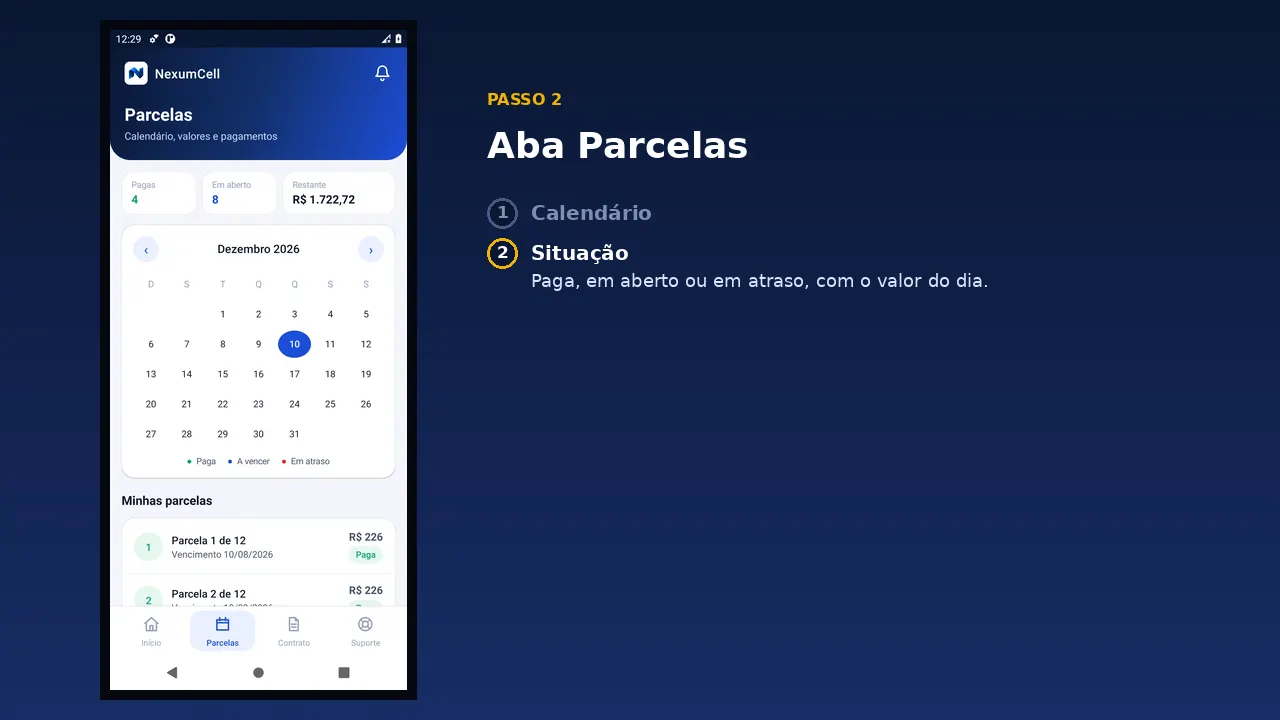 12:29
NexumCell
Parcelas
Calendário, valores e pagamentos
Pagas
4
Em aberto
8
Restante
R$ 1.722,72
‹ Dezembro 2026 ›
D S T Q Q S S
1 2 3 4 5
6 7 8 9 10 11 12
13 14 15 16 17 18 19
20 21 22 23 24 25 26
27 28 29 30 31
Paga A vencer Em atraso
Minhas parcelas
1 Parcela 1 de 12 R$ 226
Vencimento 10/08/2026 Paga
2 Parcela 2 de 12 R$ 226
Início Parcelas Contrato Suporte
PASSO 2
Aba Parcelas
1 Calendário
2 Situação
Paga, em aberto ou em atraso, com o valor do dia.